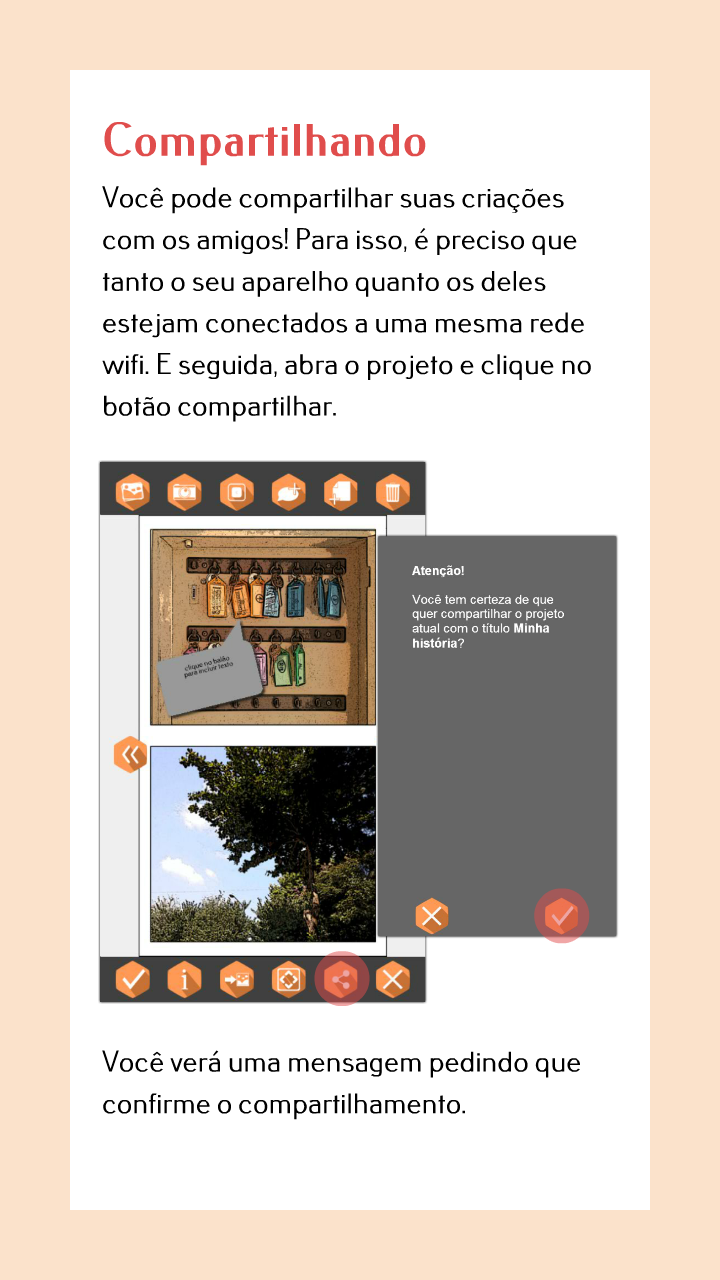 Compartilhando
Você pode compartilhar suas criações
com os amigos! Para isso, é preciso que
tanto o seu aparelho quanto os deles
estejam conectados a uma mesma rede
wifi. E seguida, abra o projeto e clique no
botão compartilhar.
clique no balão
para incluir texto
Atenção!
Você tem certeza de que
quer compartilhar o projeto
atual com o título Minha
história?
Você verá uma mensagem pedindo que
confirme o compartilhamento.